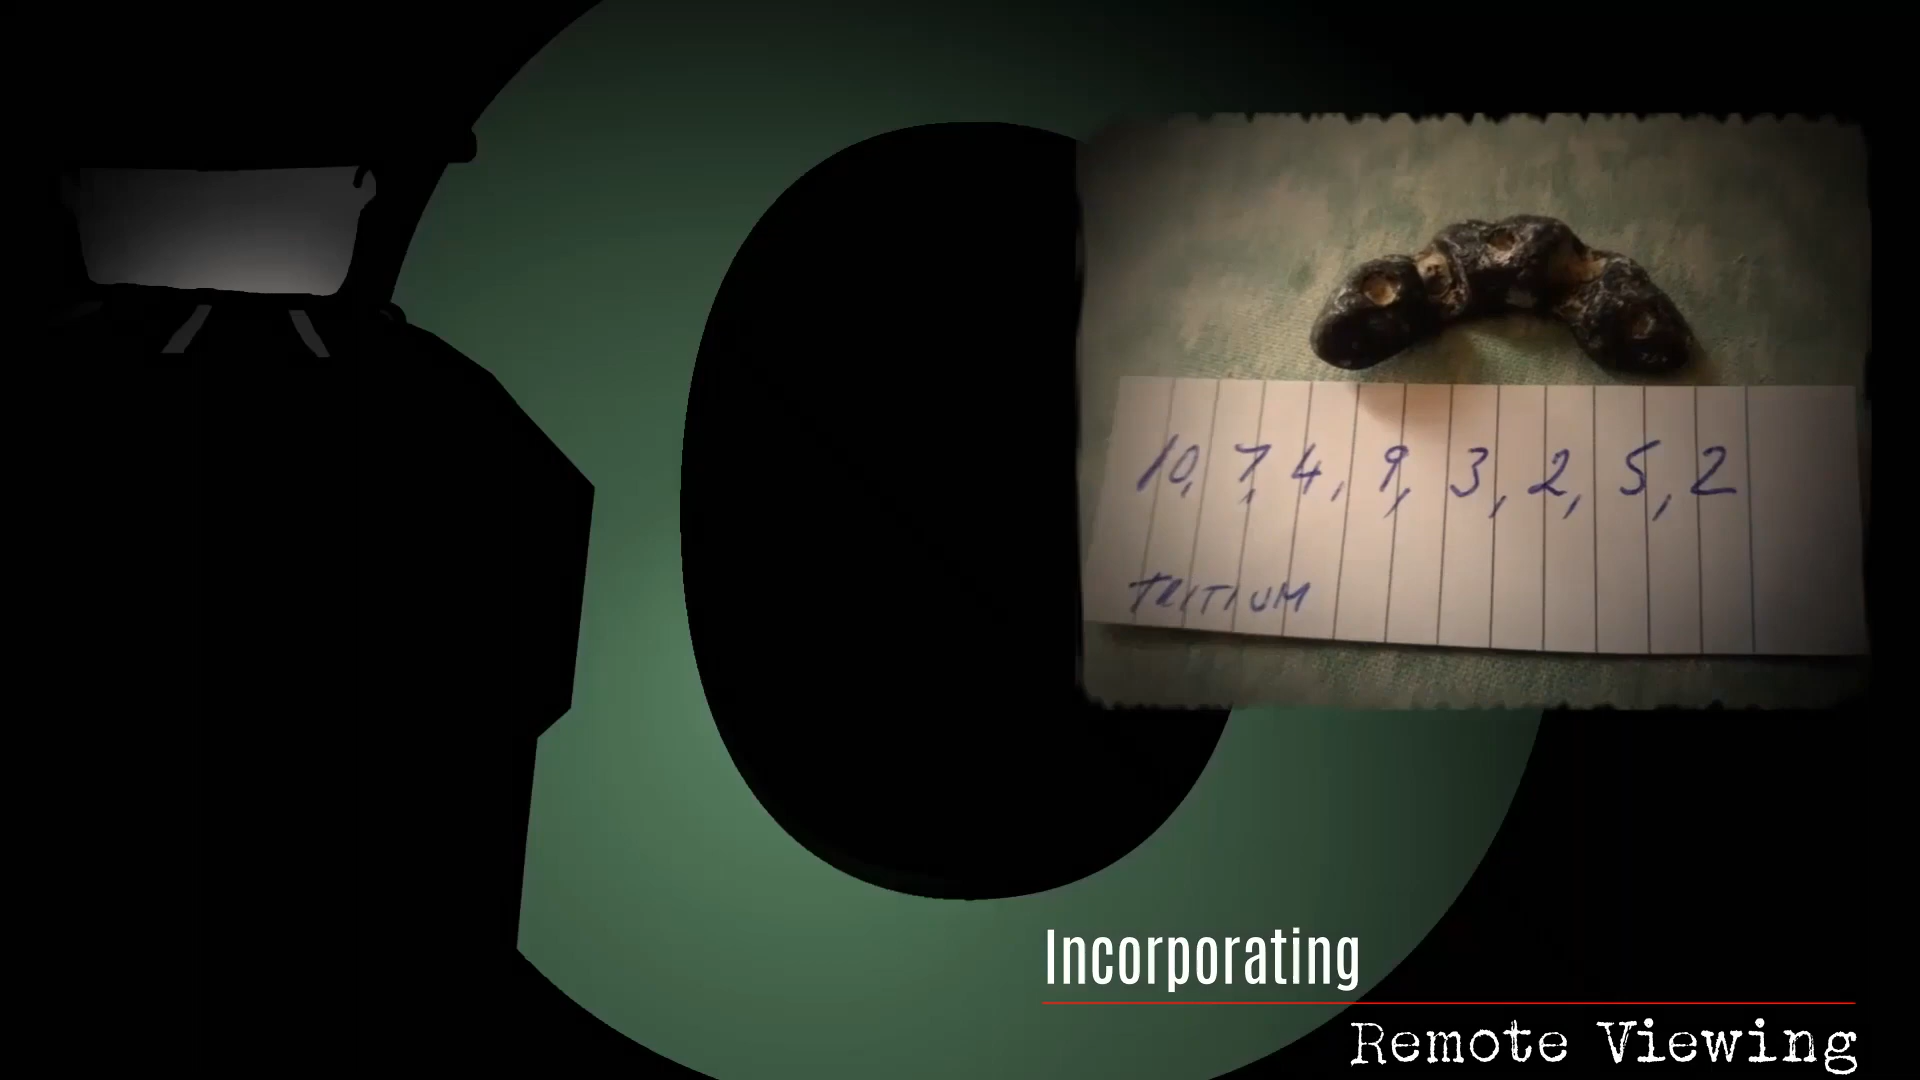 10, 7, 4, 9, 3, 2, 5, 2
TRITIUM
Incorporating
Remote Viewing